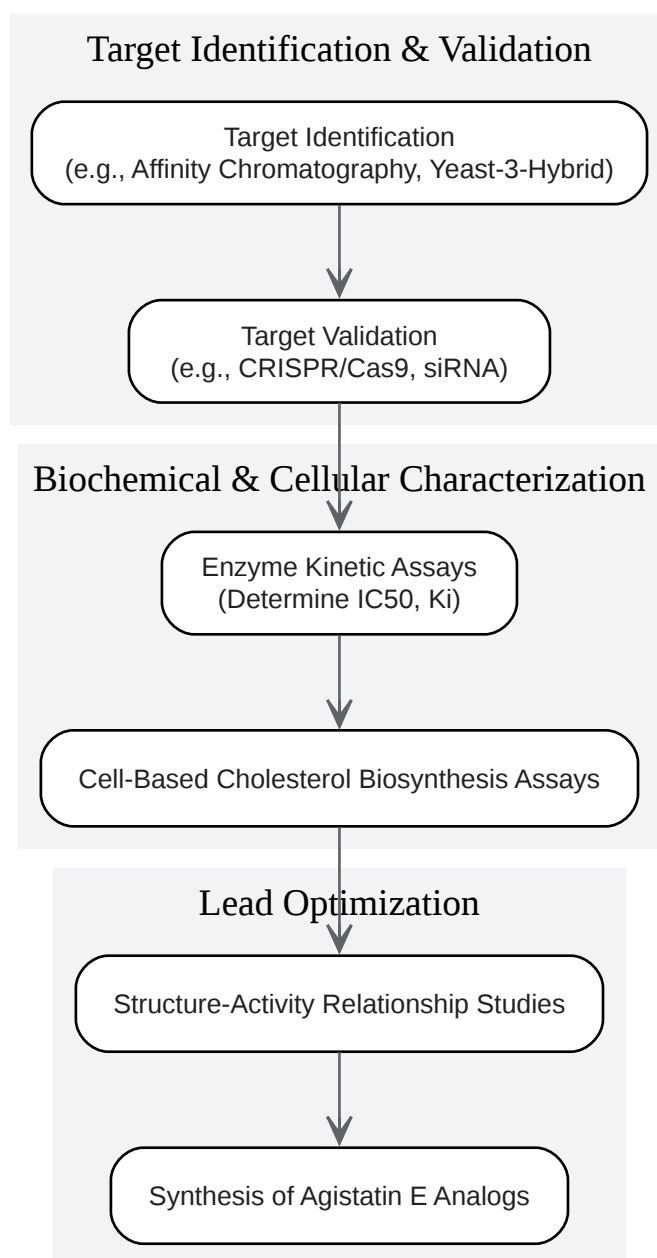 Target Identification & Validation
Target Identification
(e.g., Affinity Chromatography, Yeast-3-Hybrid)
Target Validation
(e.g., CRISPR/Cas9, siRNA)
Biochemical & Cellular Characterization
Enzyme Kinetic Assays
(Determine IC50, Ki)
Cell-Based Cholesterol Biosynthesis Assays
Lead Optimization
Structure-Activity Relationship Studies
Synthesis of Agistatin E Analogs